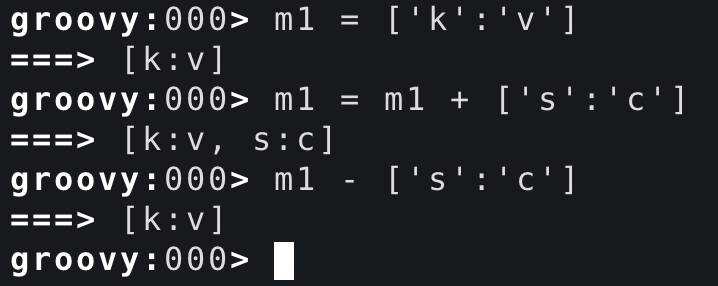 groovy:000> m1 = ['k':'v']
===> [k:v]
groovy:000> m1 = m1 + ['s':'c']
===> [k:v, s:c]
groovy:000> m1 - ['s':'c']
===> [k:v]
groovy:000>